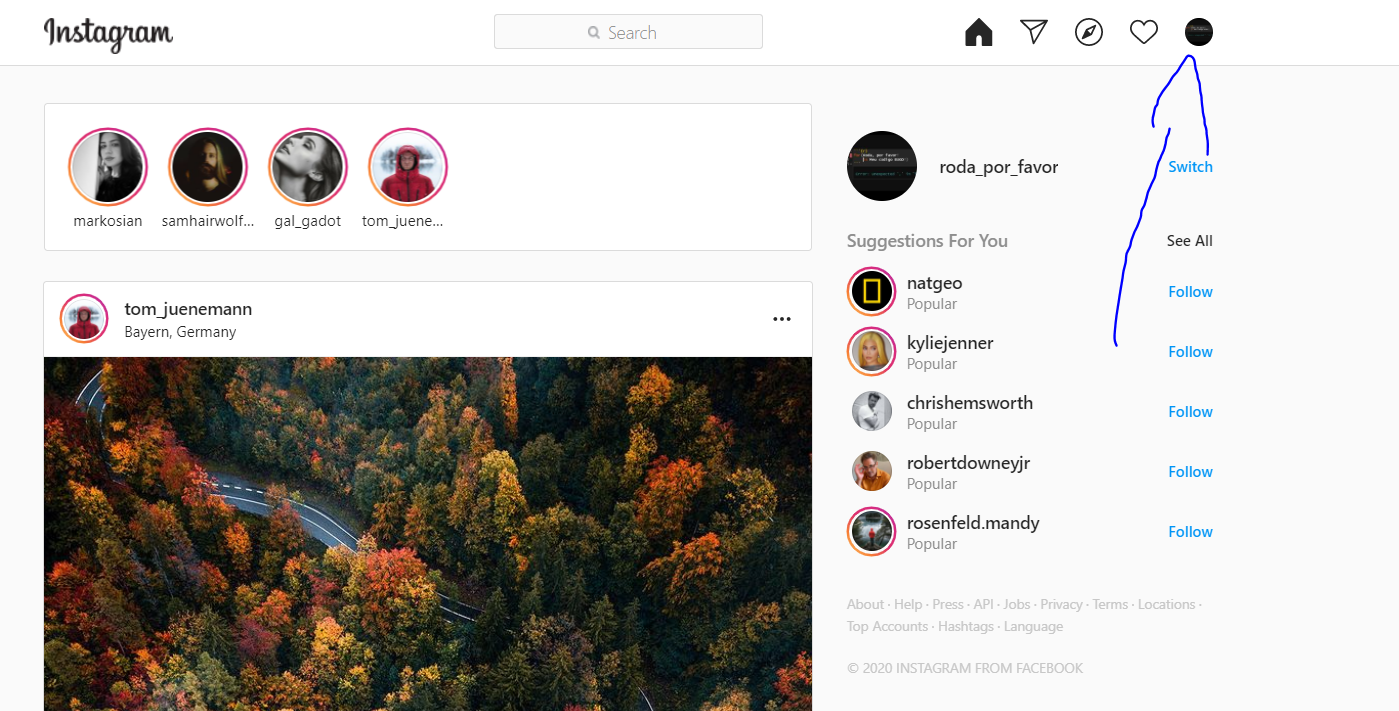 Instagram
Search
markosian
samhairwolf...
gal_gadot
tom_juene...
tom_juenemann
Bayern, Germany
roda_por_favor
Switch
Suggestions For You
See All
natgeo
Popular
Follow
kyliejenner
Popular
Follow
chrishemsworth
Popular
Follow
robertdowneyjr
Popular
Follow
rosenfeld.mandy
Popular
Follow
About · Help · Press · API · Jobs · Privacy · Terms · Locations ·
Top Accounts · Hashtags · Language
© 2020 INSTAGRAM FROM FACEBOOK